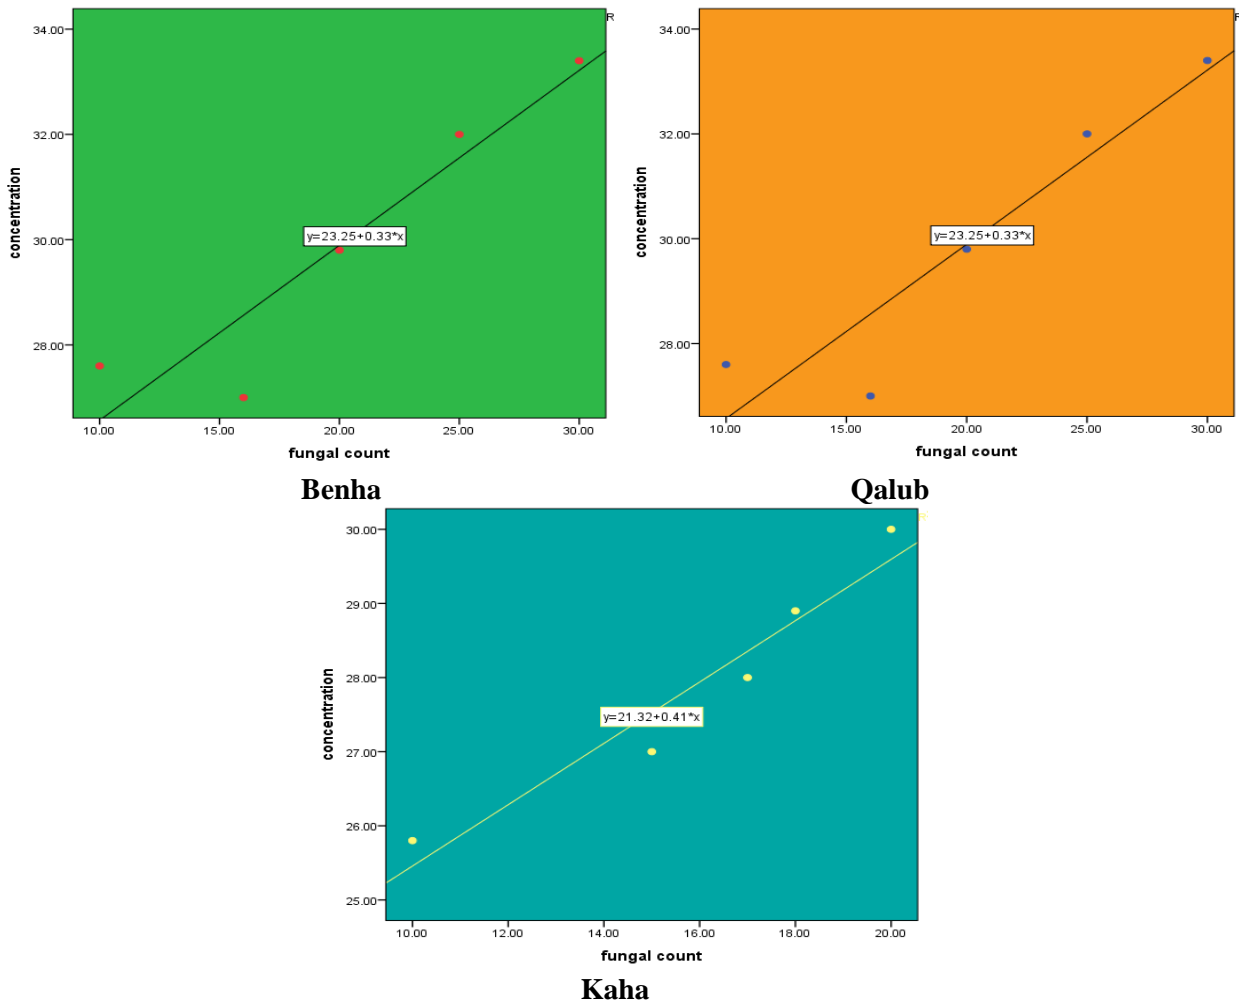 R
34.00
32.00
30.00
28.00
concentration
y=23.25+0.33*x
10.00 15.00 20.00 25.00 30.00
fungal count
Benha
34.00
32.00
30.00
28.00
concentration
y=23.25+0.33*x
10.00 15.00 20.00 25.00 30.00
fungal count
Qalub
30.00
29.00
28.00
27.00
26.00
25.00
concentration
y=21.32+0.41*x
10.00 12.00 14.00 16.00 18.00 20.00
fungal count
Kaha